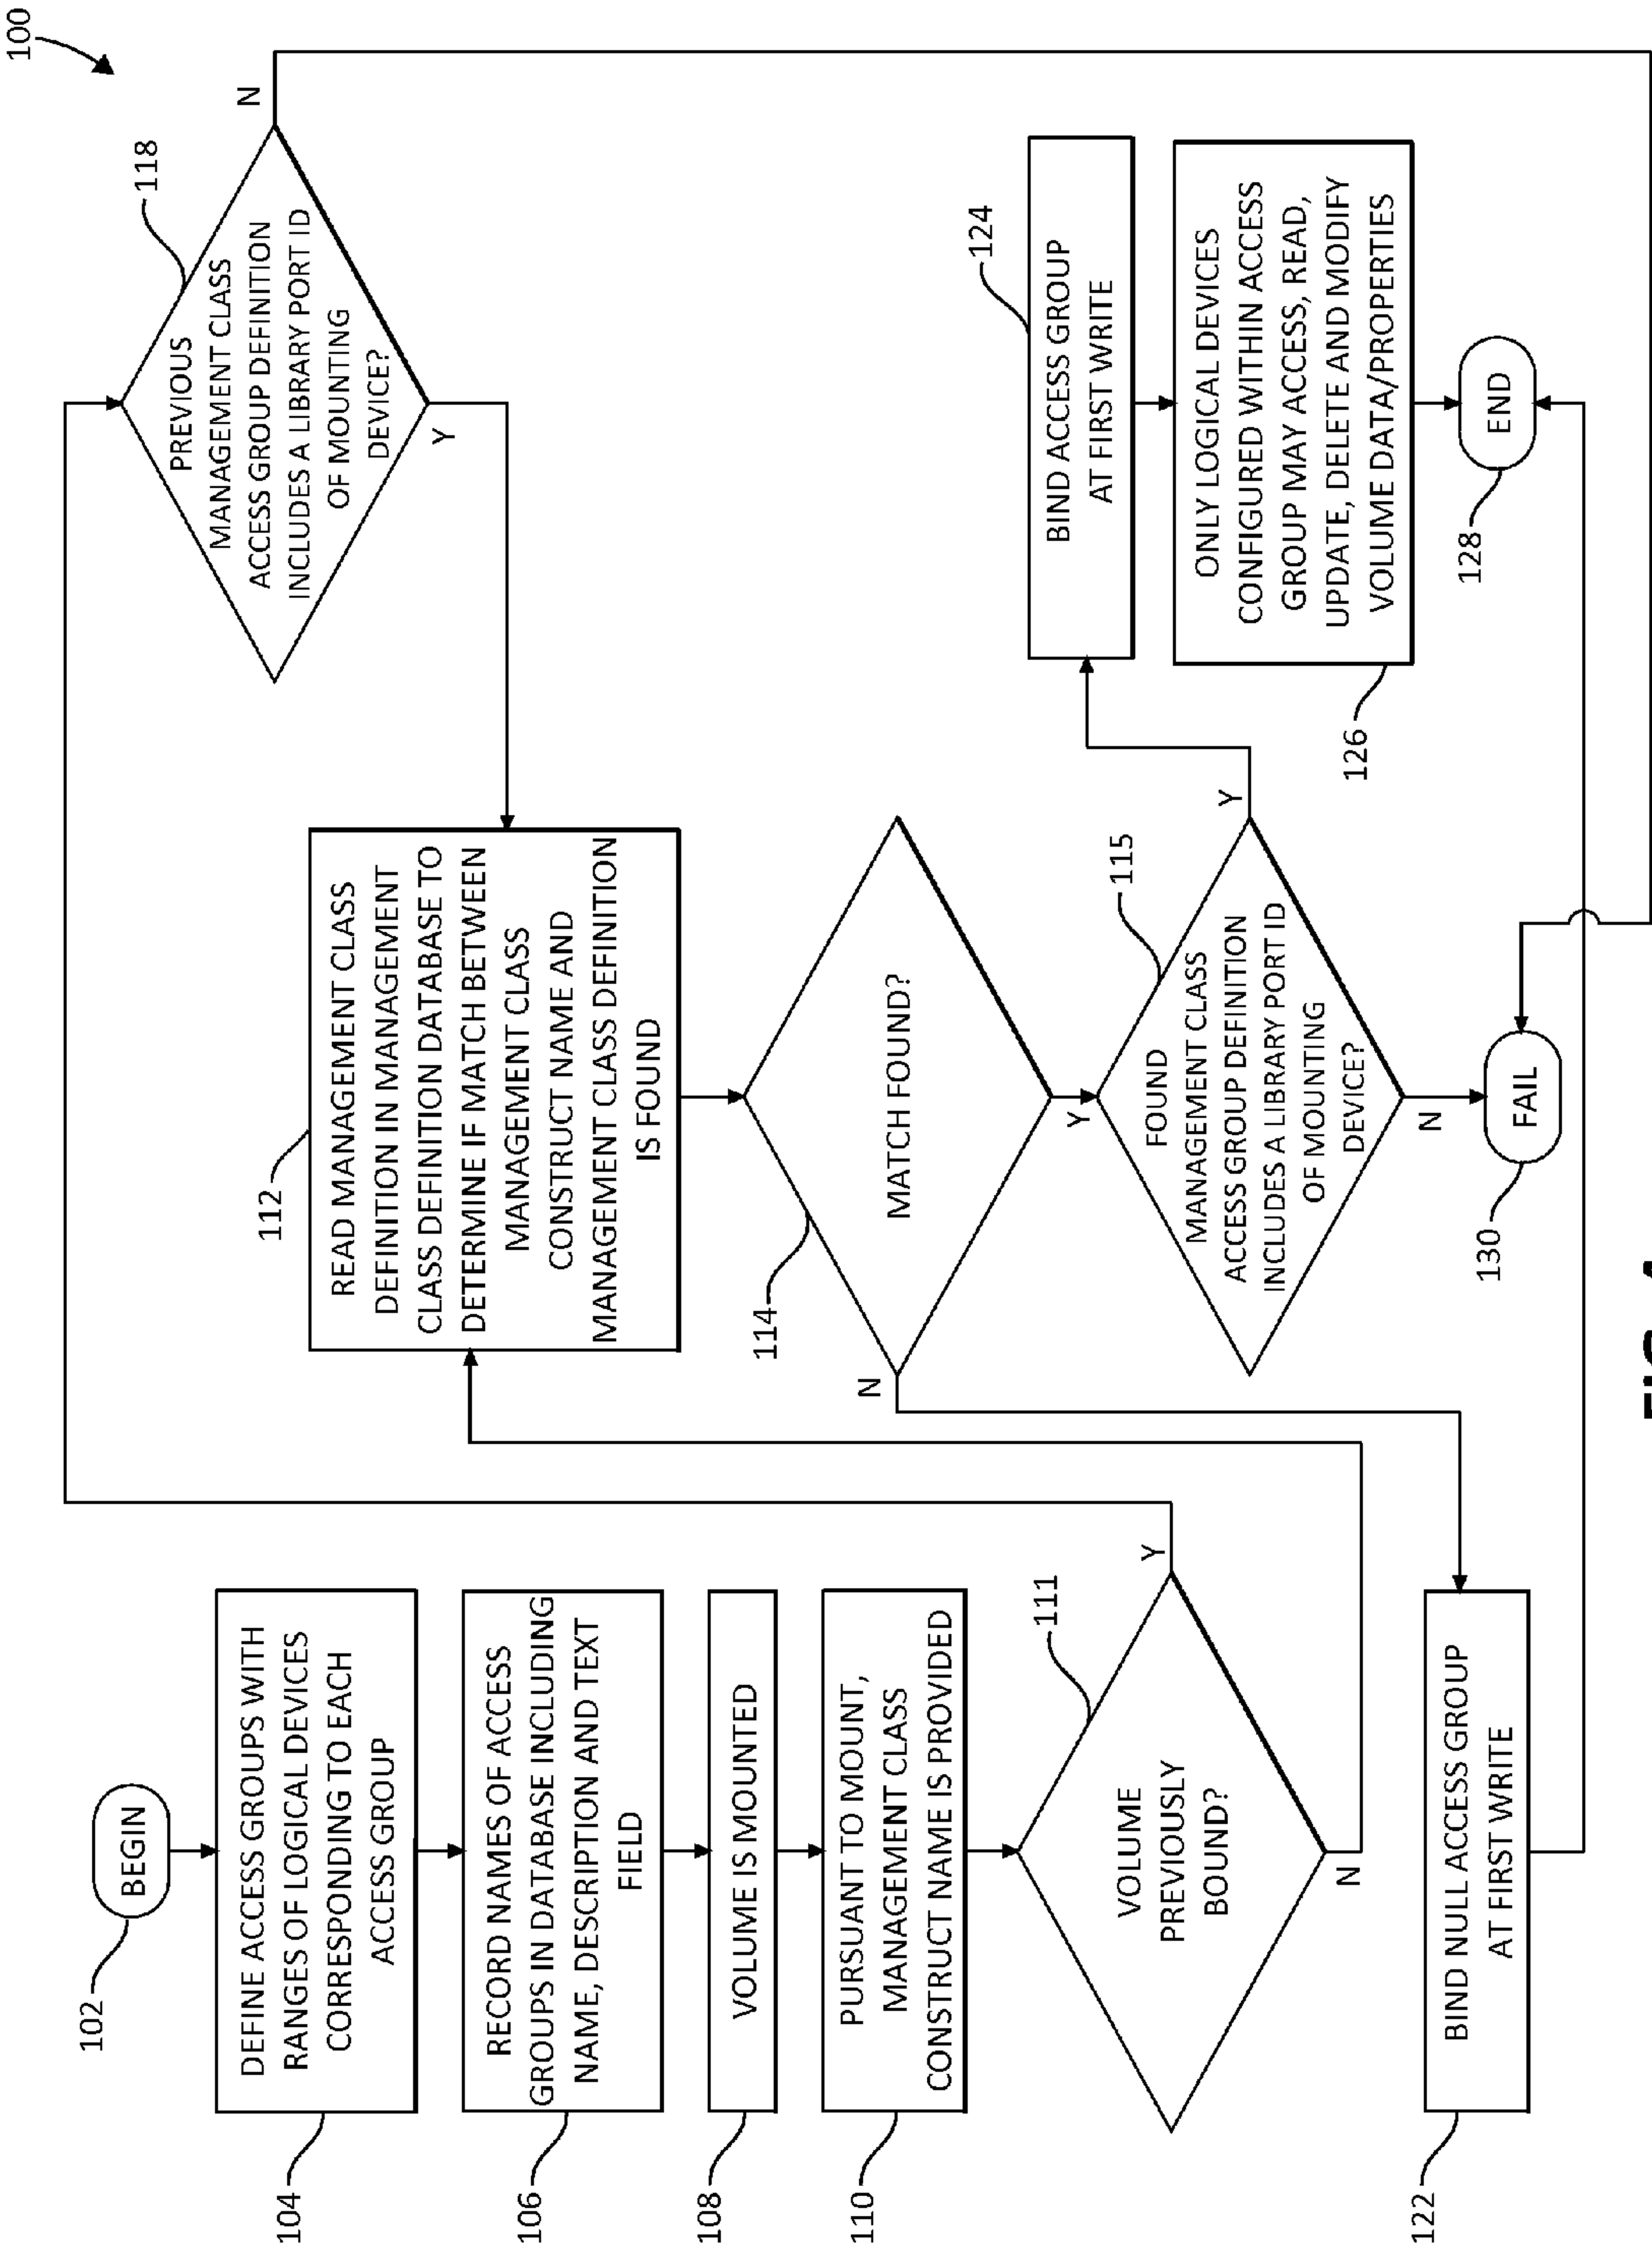 100
BEGIN
102
DEFINE ACCESS GROUPS WITH
RANGES OF LOGICAL DEVICES
CORRESPONDING TO EACH
ACCESS GROUP
104
RECORD NAMES OF ACCESS
GROUPS IN DATABASE INCLUDING
NAME, DESCRIPTION AND TEXT
FIELD
106
VOLUME IS MOUNTED
108
PURSUANT TO MOUNT,
MANAGEMENT CLASS
CONSTRUCT NAME IS PROVIDED
110
VOLUME
PREVIOUSLY
BOUND?
111
Y
N
BIND NULL ACCESS GROUP
AT FIRST WRITE
122
READ MANAGEMENT CLASS
DEFINITION IN MANAGEMENT
CLASS DEFINITION DATABASE TO
DETERMINE IF MATCH BETWEEN
MANAGEMENT CLASS
CONSTRUCT NAME AND
MANAGEMENT CLASS DEFINITION
IS FOUND
112
MATCH FOUND?
114
N
Y
FOUND
MANAGEMENT CLASS
ACCESS GROUP DEFINITION
INCLUDES A LIBRARY PORT ID
OF MOUNTING
DEVICE?
115
Y
N
FAIL
130
PREVIOUS
MANAGEMENT CLASS
ACCESS GROUP DEFINITION
INCLUDES A LIBRARY PORT ID
OF MOUNTING
DEVICE?
118
N
Y
BIND ACCESS GROUP
AT FIRST WRITE
124
ONLY LOGICAL DEVICES
CONFIGURED WITHIN ACCESS
GROUP MAY ACCESS, READ,
UPDATE, DELETE AND MODIFY
VOLUME DATA/PROPERTIES
126
END
128